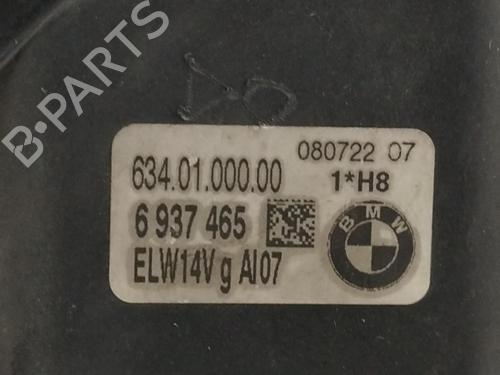 B-PARTS
080722 07
634.01.000.00
1*H8
6 937 465
ELW14V g AI07
BMW